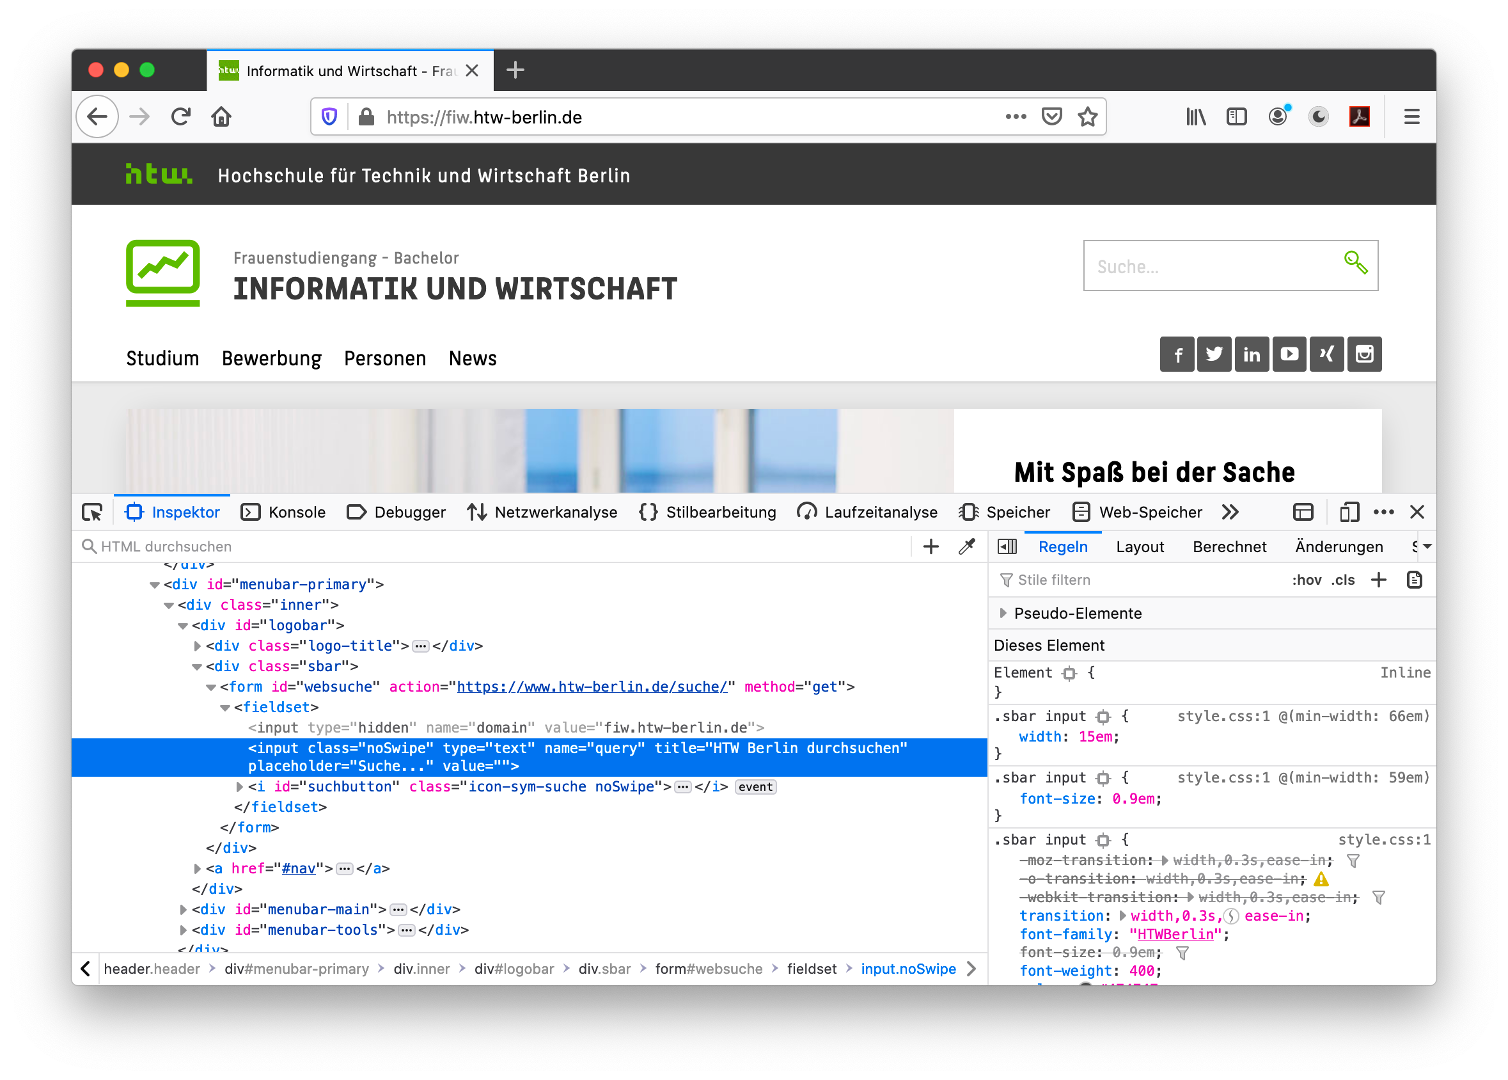 htw. Informatik und Wirtschaft - Frau
https://fiw.htw-berlin.de
htw. Hochschule für Technik und Wirtschaft Berlin
Frauenstudiengang - Bachelor
INFORMATIK UND WIRTSCHAFT
Suche...
Studium Bewerbung Personen News
Mit Spaß bei der Sache
Inspektor Konsole Debugger Netzwerkanalyse Stilbearbeitung Laufzeitanalyse Speicher Web-Speicher
HTML durchsuchen
Regeln Layout Berechnet Änderungen
</div>
<div id="menubar-primary">
<div class="inner">
<div id="logobar">
<div class="logo-title"> ··· </div>
<div class="sbar">
<form id="websuche" action="https://www.htw-berlin.de/suche/" method="get">
<fieldset>
<input type="hidden" name="domain" value="fiw.htw-berlin.de">
<input class="noSwipe" type="text" name="query" title="HTW Berlin durchsuchen"
placeholder="Suche..." value="">
<i id="suchbutton" class="icon-sym-suche noSwipe"> ··· </i> event
</fieldset>
</form>
</div>
<a href="#nav"> ··· </a>
</div>
<div id="menubar-main"> ··· </div>
<div id="menubar-tools"> ··· </div>
</div>
header.header div#menubar-primary div.inner div#logobar div.sbar form#websuche fieldset input.noSwipe
Stile filtern :hov .cls +
Pseudo-Elemente
Dieses Element
Element { Inline
}
.sbar input { style.css:1 @(min-width: 66em)
width: 15em;
}
.sbar input { style.css:1 @(min-width: 59em)
font-size: 0.9em;
}
.sbar input { style.css:1
-moz-transition: width,0.3s,ease-in;
-o-transition: width,0.3s,ease-in;
-webkit-transition: width,0.3s,ease-in;
transition: width,0.3s, ease-in;
font-family: "HTWBerlin";
font-size: 0.9em;
font-weight: 400;